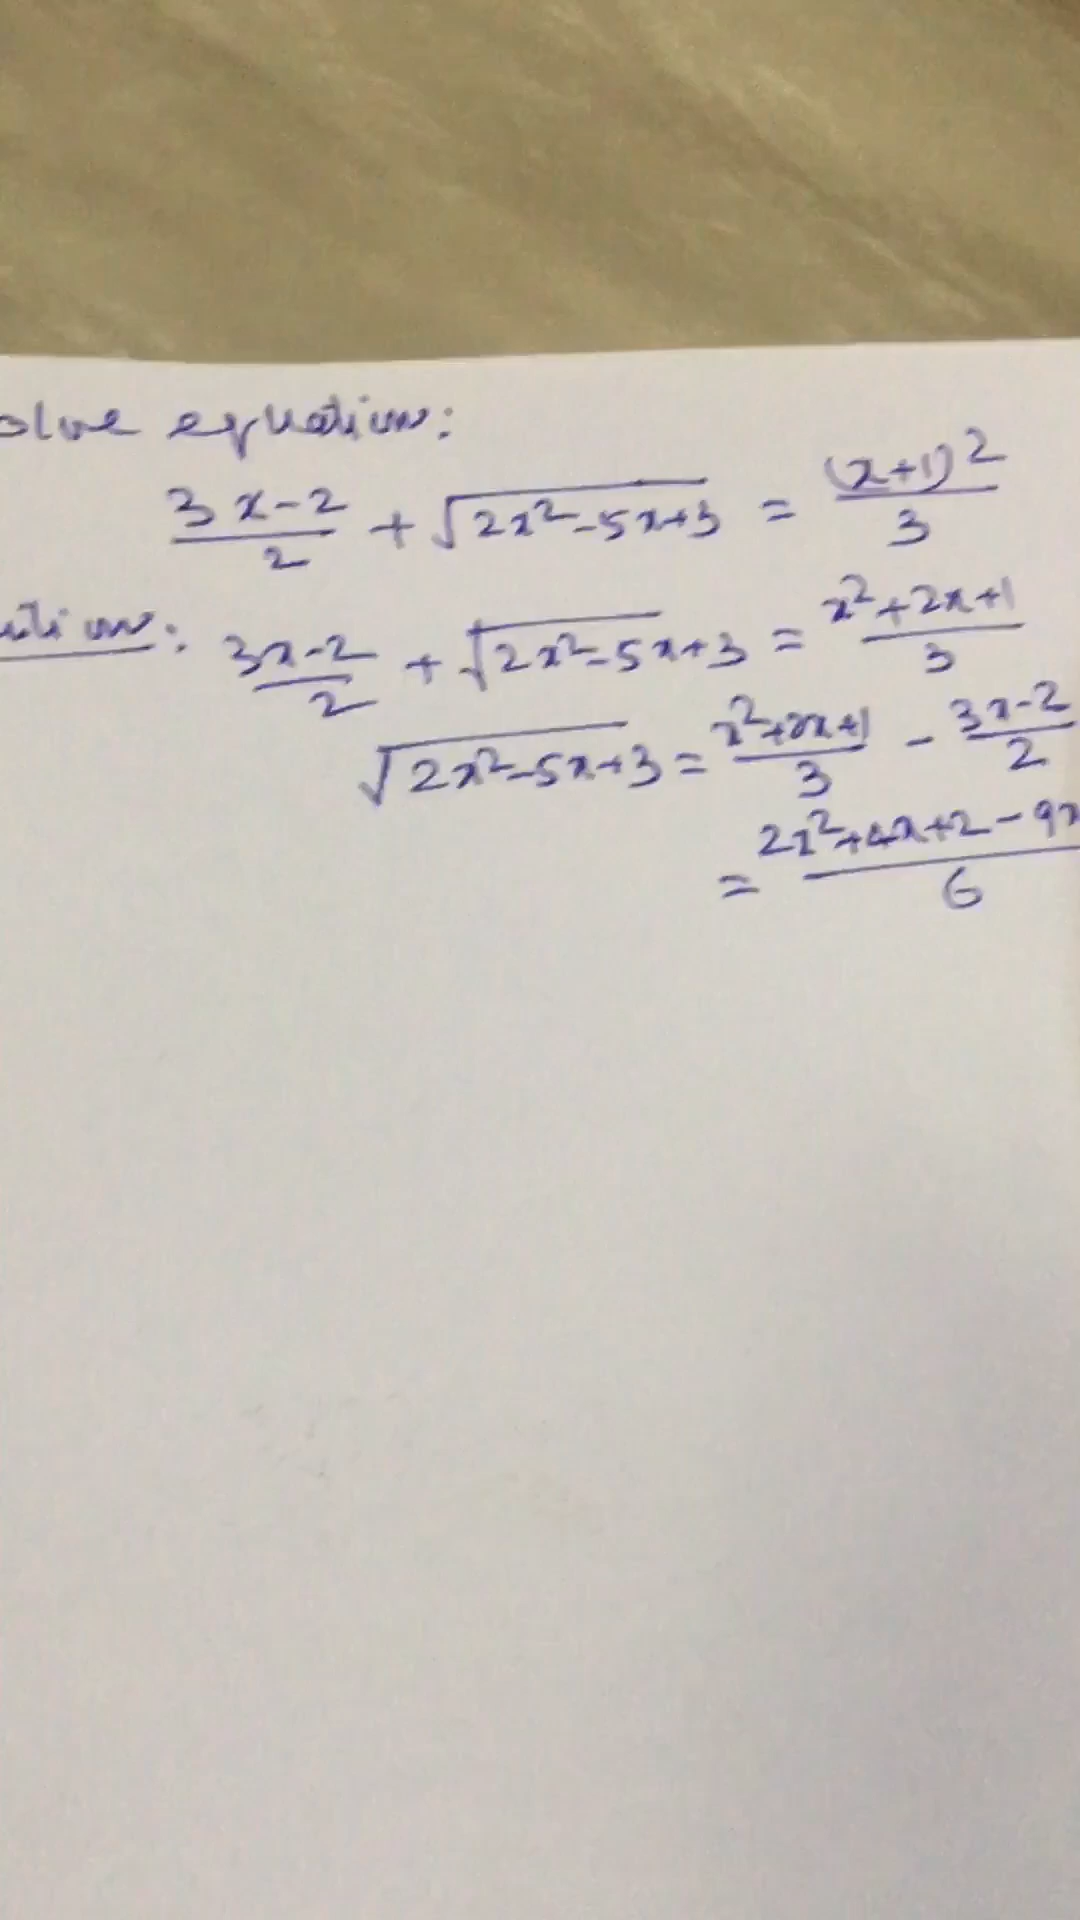 olve equation:
3x-2/2 + √2x²-5x+3 = (x+1)²/3
ution: 3x-2/2 + √2x²-5x+3 = x²+2x+1/3
√2x²-5x+3 = x²+2x+1/3 - 3x-2/2
= 2x²+4x+2-9x/6